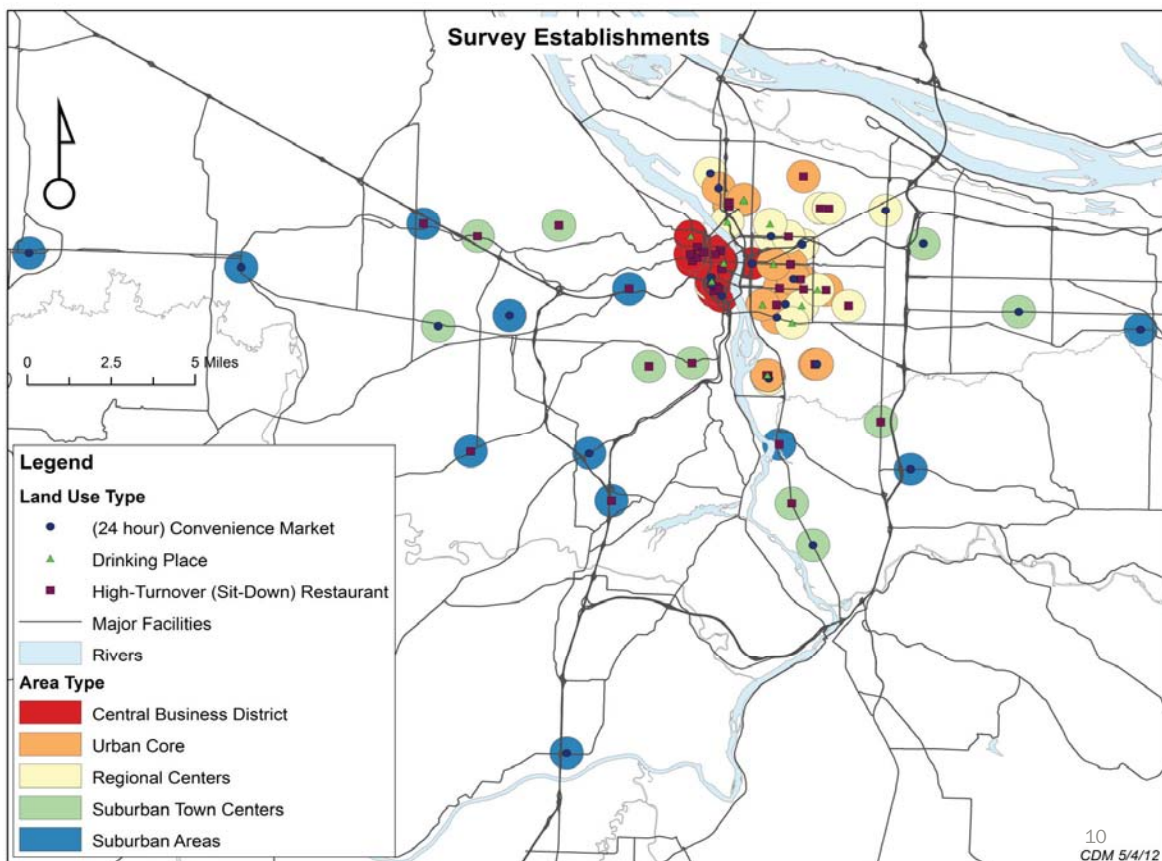 Survey Establishments
0 2.5 5 Miles
Legend
Land Use Type
(24 hour) Convenience Market
Drinking Place
High-Turnover (Sit-Down) Restaurant
Major Facilities
Rivers
Area Type
Central Business District
Urban Core
Regional Centers
Suburban Town Centers
Suburban Areas
10
CDM 5/4/12